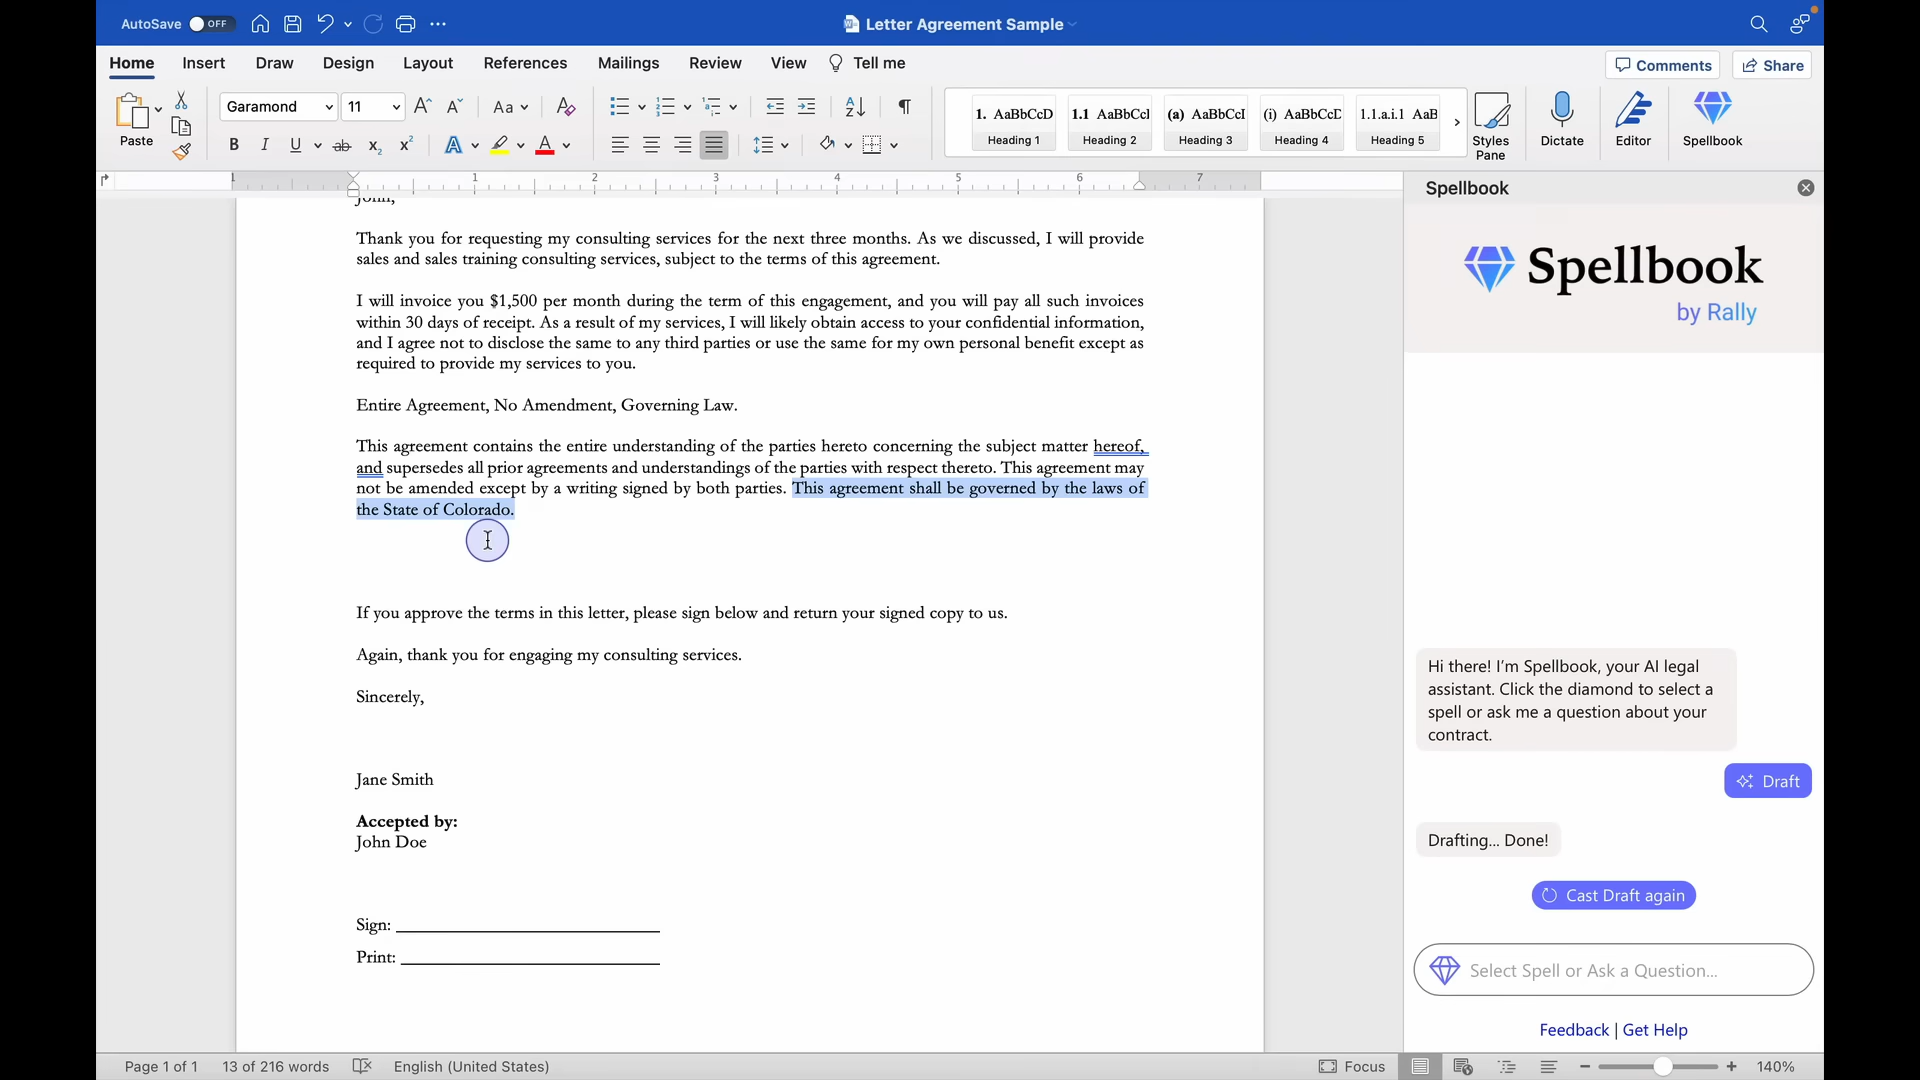 AutoSave OFF
Letter Agreement Sample
Home Insert Draw Design Layout References Mailings Review View Tell me
Comments Share
Paste
Garamond 11
Aa
1. AaBbCcD
Heading 1
1.1 AaBbCcI
Heading 2
(a) AaBbCcI
Heading 3
(i) AaBbCcD
Heading 4
1.1.a.i.1 AaB
Heading 5
Styles
Pane
Dictate
Editor
Spellbook
1 1 2 3 4 5 6 7
John,
Thank you for requesting my consulting services for the next three months. As we discussed, I will provide
sales and sales training consulting services, subject to the terms of this agreement.
I will invoice you $1,500 per month during the term of this engagement, and you will pay all such invoices
within 30 days of receipt. As a result of my services, I will likely obtain access to your confidential information,
and I agree not to disclose the same to any third parties or use the same for my own personal benefit except as
required to provide my services to you.
Entire Agreement, No Amendment, Governing Law.
This agreement contains the entire understanding of the parties hereto concerning the subject matter hereof,
and supersedes all prior agreements and understandings of the parties with respect thereto. This agreement may
not be amended except by a writing signed by both parties. This agreement shall be governed by the laws of
the State of Colorado.
If you approve the terms in this letter, please sign below and return your signed copy to us.
Again, thank you for engaging my consulting services.
Sincerely,
Jane Smith
Accepted by:
John Doe
Sign:
Print:
Spellbook
Spellbook
by Rally
Hi there! I’m Spellbook, your AI legal
assistant. Click the diamond to select a
spell or ask me a question about your
contract.
Draft
Drafting... Done!
Cast Draft again
Select Spell or Ask a Question...
Feedback | Get Help
Page 1 of 1 13 of 216 words English (United States) Focus 140%